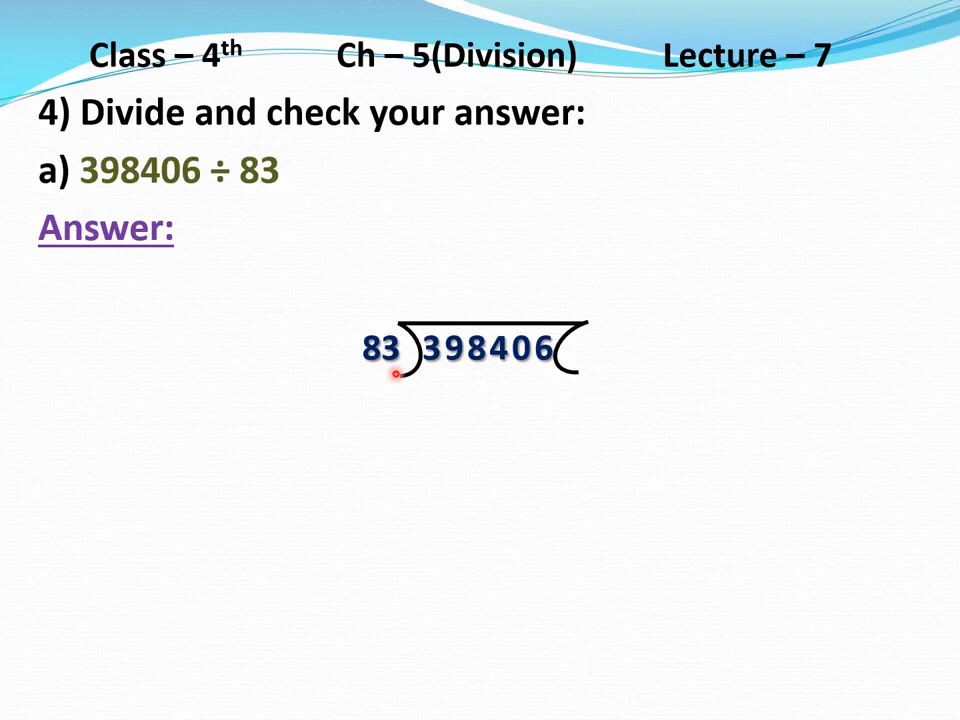 Class – 4th Ch – 5(Division) Lecture – 7
4) Divide and check your answer:
a) 398406 ÷ 83
Answer:
83 398406